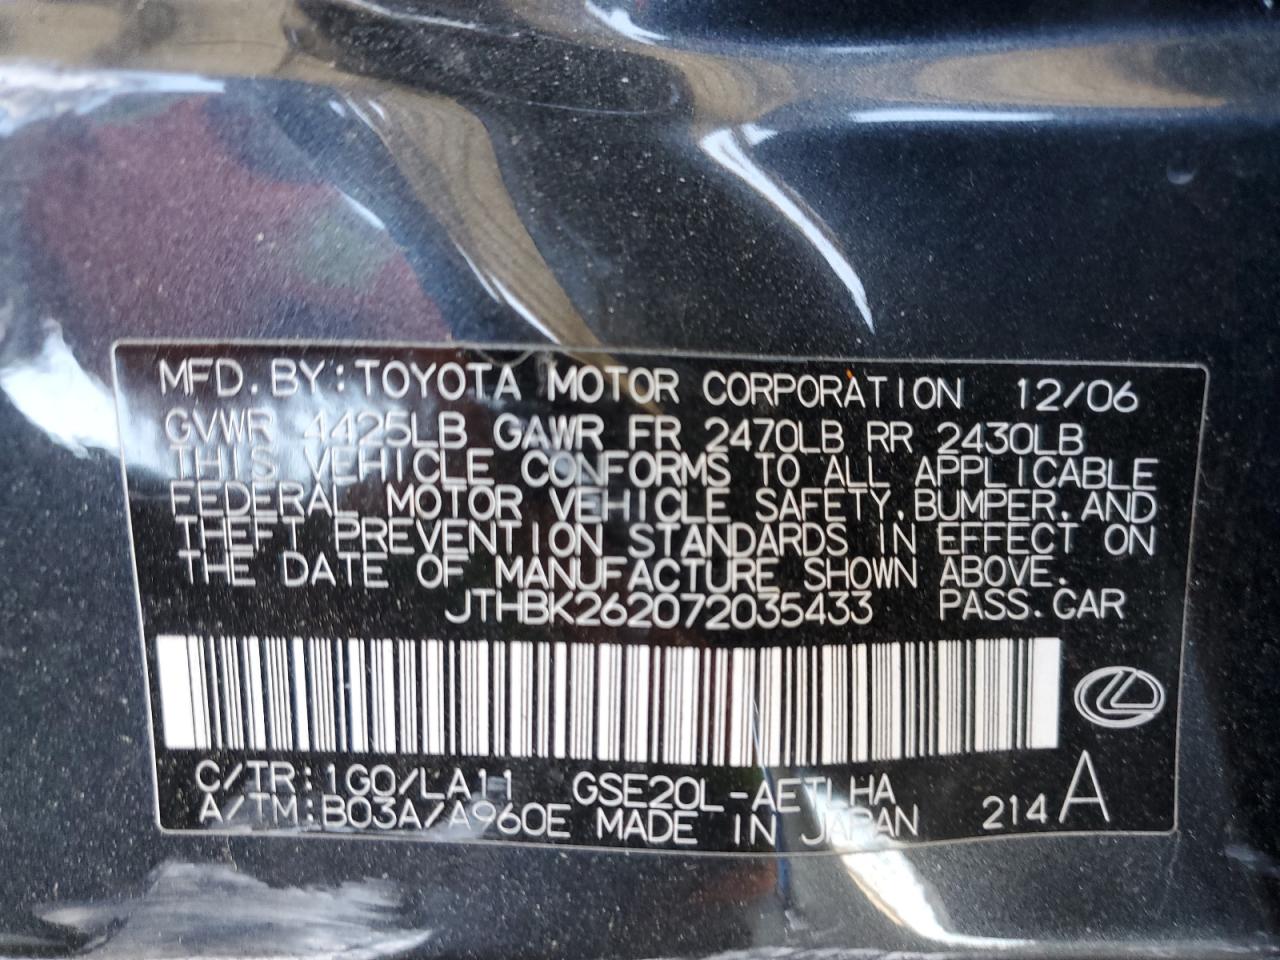 MFD. BY: TOYOTA MOTOR CORPORATION 12/06
GVWR 4425LB GAWR FR 2470LB RR 2430LB
THIS VEHICLE CONFORMS TO ALL APPLICABLE
FEDERAL MOTOR VEHICLE SAFETY, BUMPER, AND
THEFT PREVENTION STANDARDS IN EFFECT ON
THE DATE OF MANUFACTURE SHOWN ABOVE.
JTHBK262072035433 PASS. CAR
C/TR: 1G0/LA11 GSE20L-AETLHA
A/TM: B03A/A960E MADE IN JAPAN 214 A